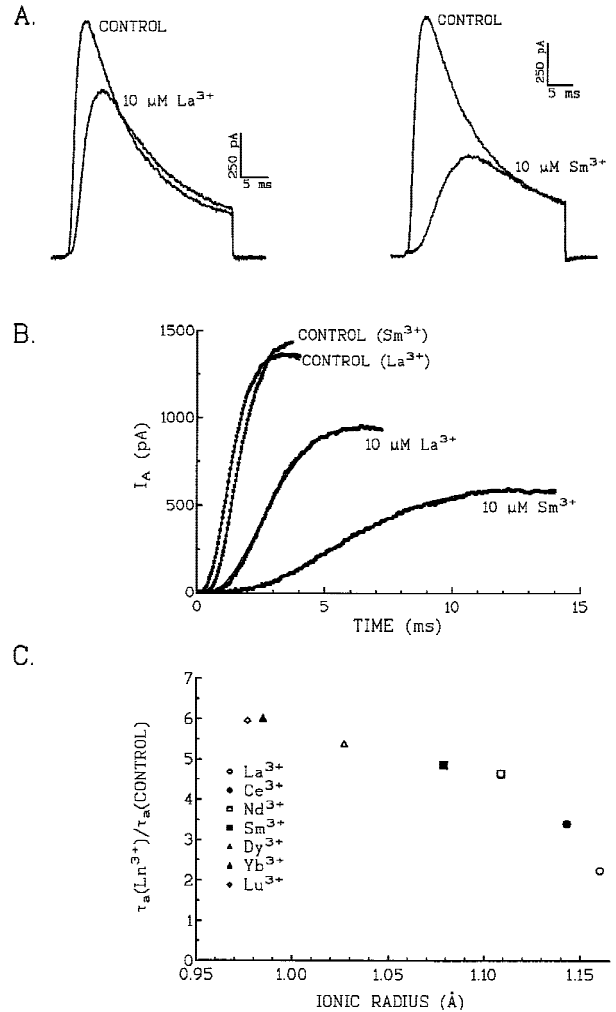 A.
CONTROL
10 µM La³⁺
250 pA
5 ms
CONTROL
250 pA
5 ms
10 µM Sm³⁺
B.
1500
1000
500
0
I_A (pA)
CONTROL (Sm³⁺)
CONTROL (La³⁺)
10 µM La³⁺
10 µM Sm³⁺
0 5 10 15
TIME (ms)
C.
7
6
5
4
3
2
1
0
τₐ(Ln³⁺)/τₐ(CONTROL)
La³⁺
Ce³⁺
Nd³⁺
Sm³⁺
Dy³⁺
Yb³⁺
Lu³⁺
0.95 1.00 1.05 1.10 1.15
IONIC RADIUS (Å)